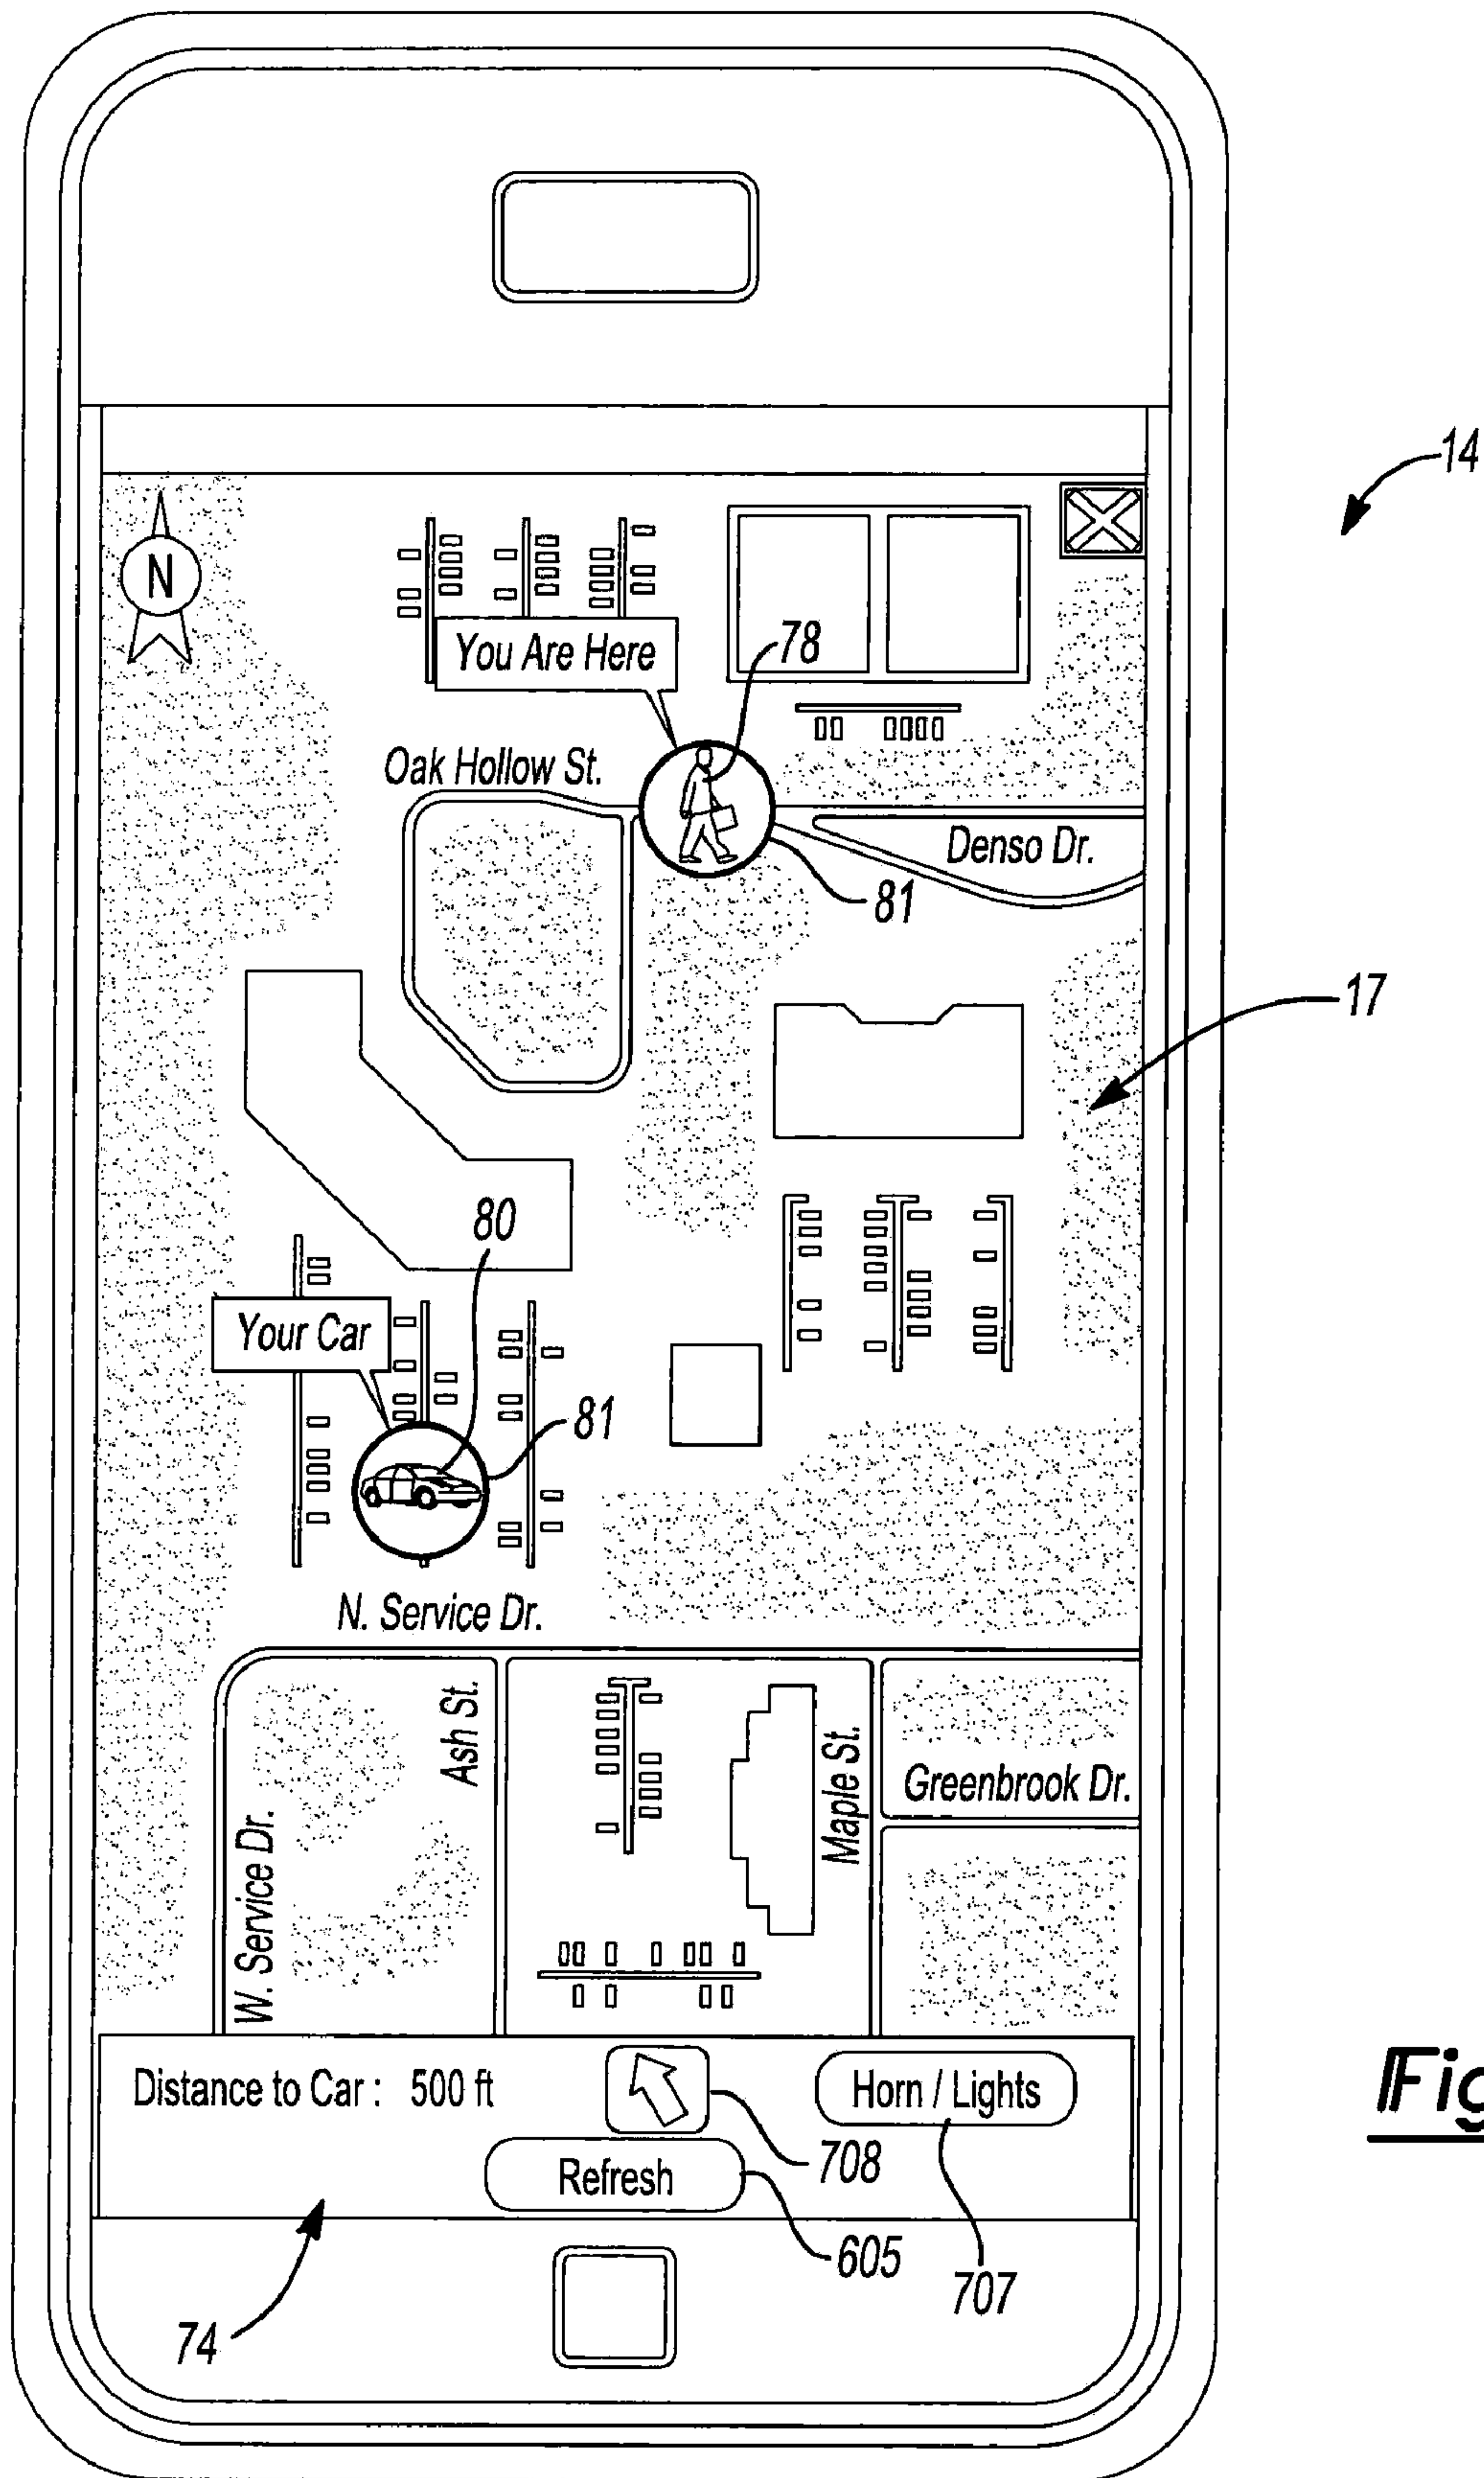 14
N
You Are Here
78
Oak Hollow St.
Denso Dr.
81
17
80
Your Car
81
N. Service Dr.
Ash St.
Maple St.
Greenbrook Dr.
W. Service Dr.
Distance to Car : 500 ft
Horn / Lights
708
Refresh
605
707
74